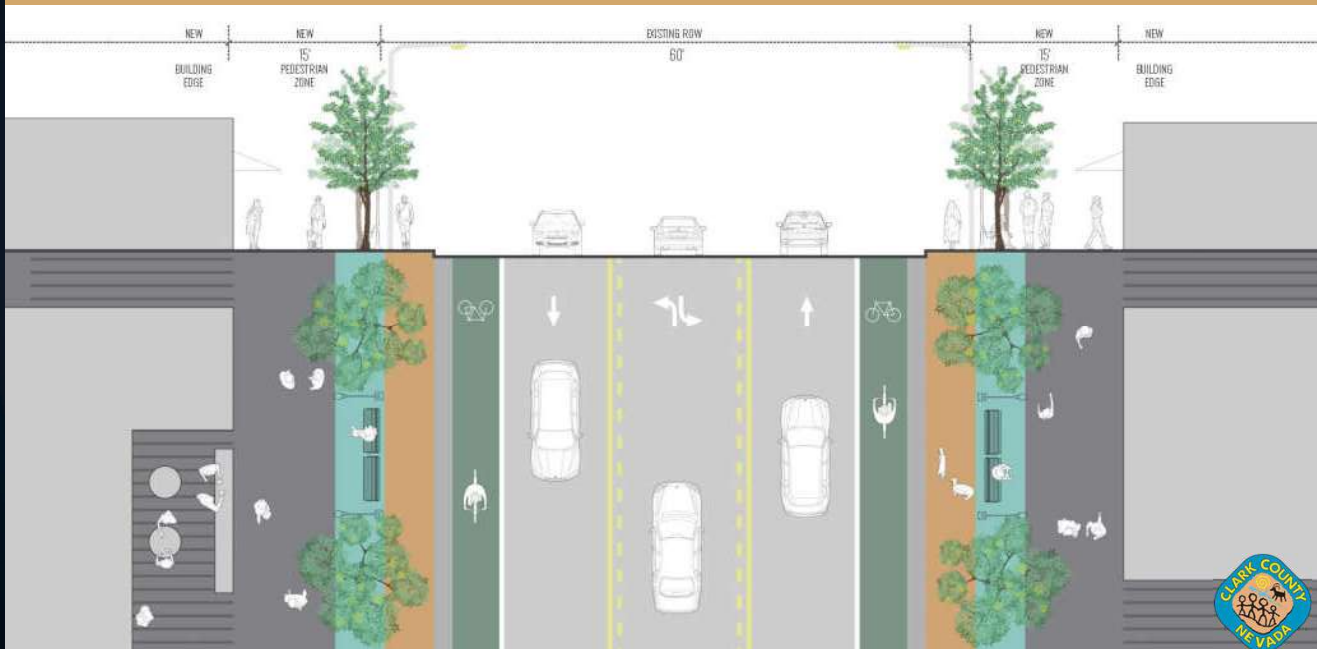 NEW
NEW
EXISTING ROW
NEW
NEW
15'
60'
15'
BUILDING
EDGE
PEDESTRIAN
ZONE
PEDESTRIAN
ZONE
BUILDING
EDGE
CLARK COUNTY
NEVADA